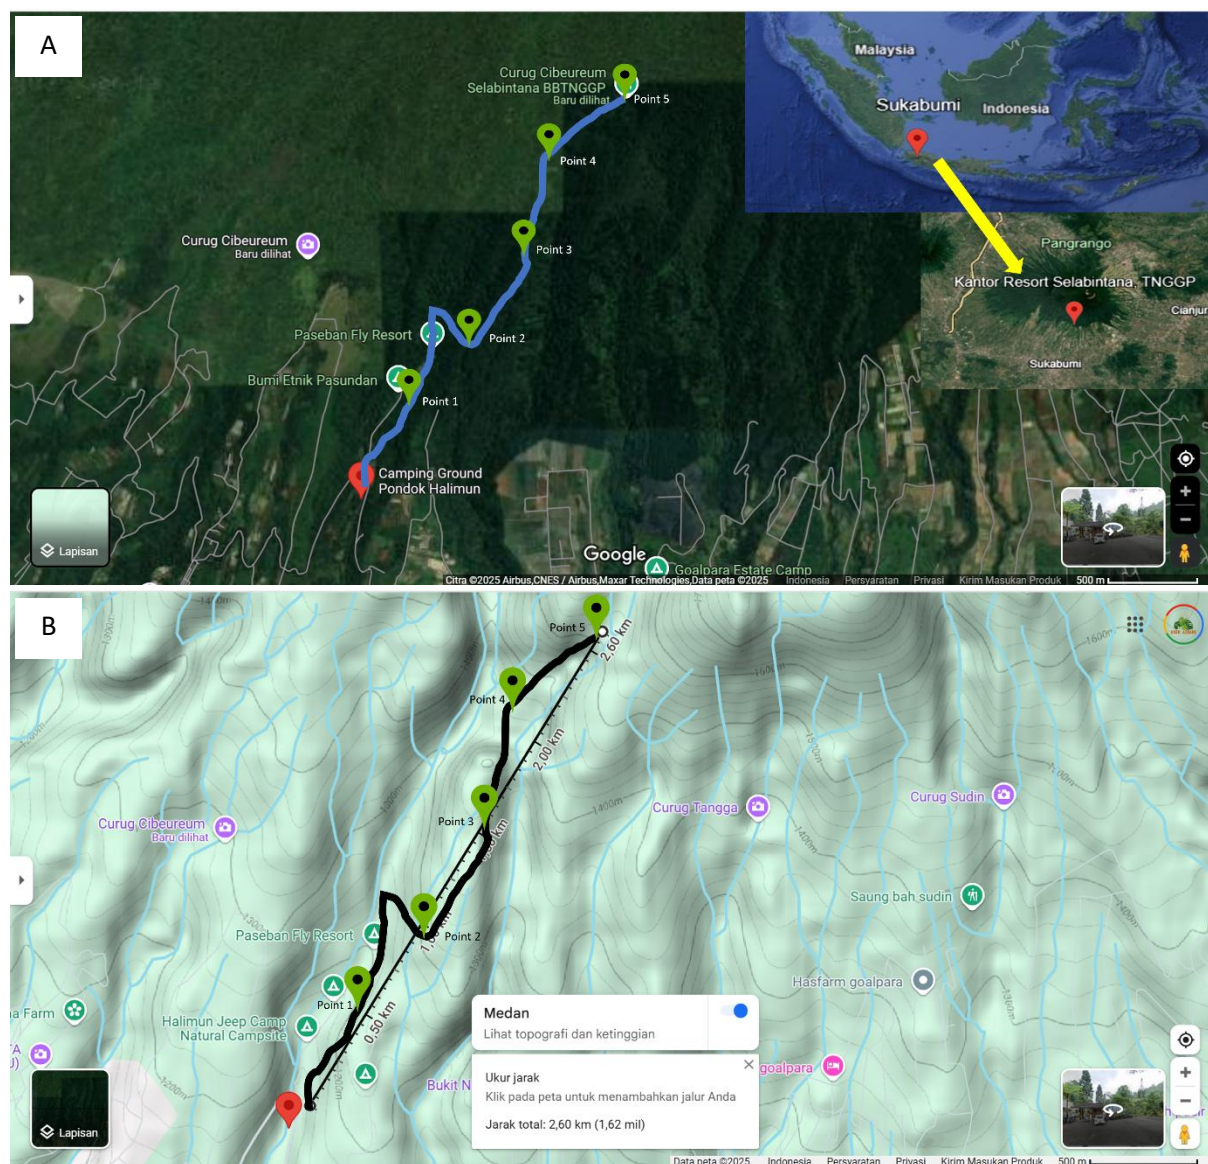 A
Malaysia
Sukabumi
Indonesia
Curug Cibeureum
Selabintana BBTNGGP
Baru dilihat
Point 5
Point 4
Pangrango
Kantor Resort Selabintana, TNGGP
Cianjur
Sukabumi
Curug Cibeureum
Baru dilihat
Point 3
Paseban Fly Resort
Point 2
Bumi Etnik Pasundan
Point 1
Camping Ground
Pondok Halimun
Lapisan
Google
Goalpara Estate Camp
Citra ©2025 Airbus,CNES / Airbus,Maxar Technologies,Data peta ©2025 Indonesia Persyaratan Privasi Kirim Masukan Produk 500 m
B
Point 5
2,60 km
1600m
1600m
Point 4
2,00 km
1400m
Curug Tangga
Curug Sudin
Curug Cibeureum
Baru dilihat
Point 3
1400m
Saung bah sudin
Paseban Fly Resort
Point 2
Hasfarm goalpara
Point 1
0,50 km
Halimun Jeep Camp
Natural Campsite
Farm
Medan
Lihat topografi dan ketinggian
Ukur jarak
Klik pada peta untuk menambahkan jalur Anda
Jarak total: 2,60 km (1,62 mil)
goalpara
Bukit
1200m
Lapisan
Data peta ©2025 Indonesia Persyaratan Privasi Kirim Masukan Produk 500 m